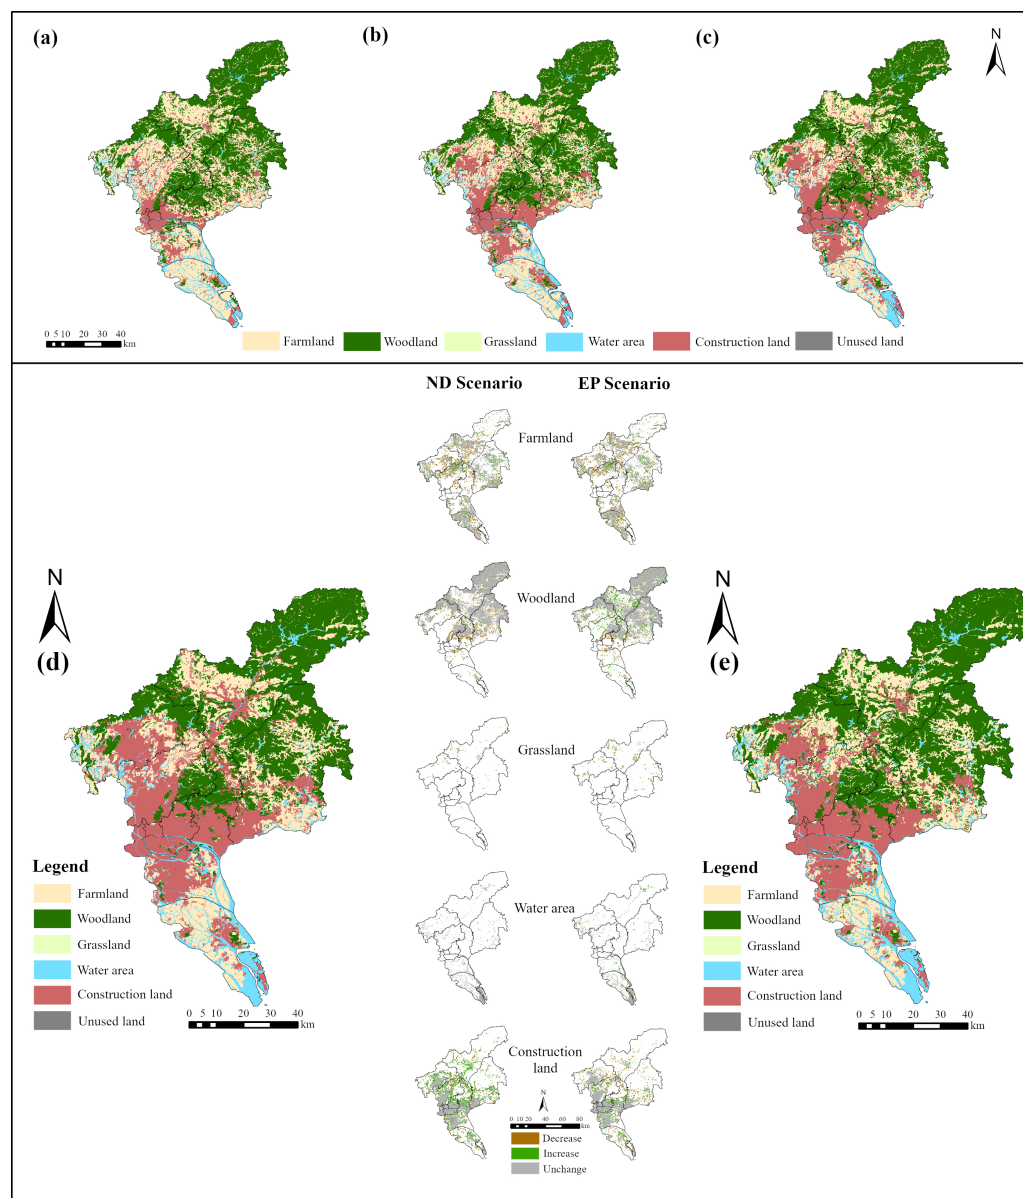 (a)
(b)
(c)
N
0 5 10 20 30 40
km
Farmland
Woodland
Grassland
Water area
Construction land
Unused land
ND Scenario
EP Scenario
Farmland
Woodland
Grassland
Water area
Construction
land
N
0 10 20 40 60 80
km
Decrease
Increase
Unchange
N
(d)
Legend
Farmland
Woodland
Grassland
Water area
Construction land
Unused land
0 5 10 20 30 40
km
N
(e)
Legend
Farmland
Woodland
Grassland
Water area
Construction land
Unused land
0 5 10 20 30 40
km